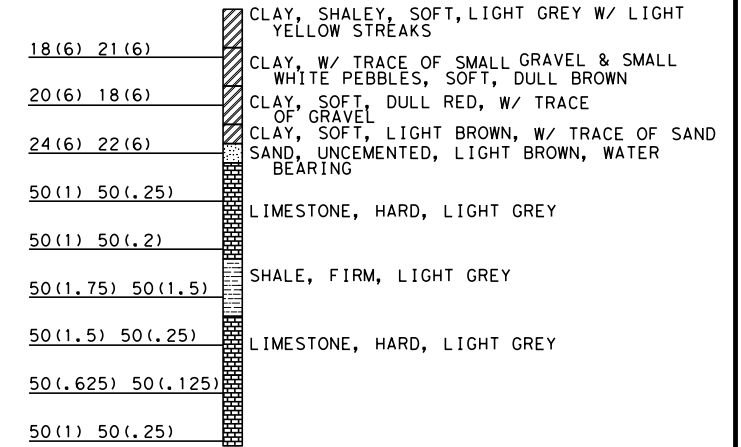 CLAY, SHALEY, SOFT, LIGHT GREY W/ LIGHT
YELLOW STREAKS
18(6) 21(6)
CLAY, W/ TRACE OF SMALL GRAVEL & SMALL
WHITE PEBBLES, SOFT, DULL BROWN
20(6) 18(6)
CLAY, SOFT, DULL RED, W/ TRACE
OF GRAVEL
CLAY, SOFT, LIGHT BROWN, W/ TRACE OF SAND
24(6) 22(6)
SAND, UNCEMENTED, LIGHT BROWN, WATER
BEARING
50(1) 50(.25)
LIMESTONE, HARD, LIGHT GREY
50(1) 50(.2)
SHALE, FIRM, LIGHT GREY
50(1.75) 50(1.5)
50(1.5) 50(.25)
LIMESTONE, HARD, LIGHT GREY
50(.625) 50(.125)
50(1) 50(.25)